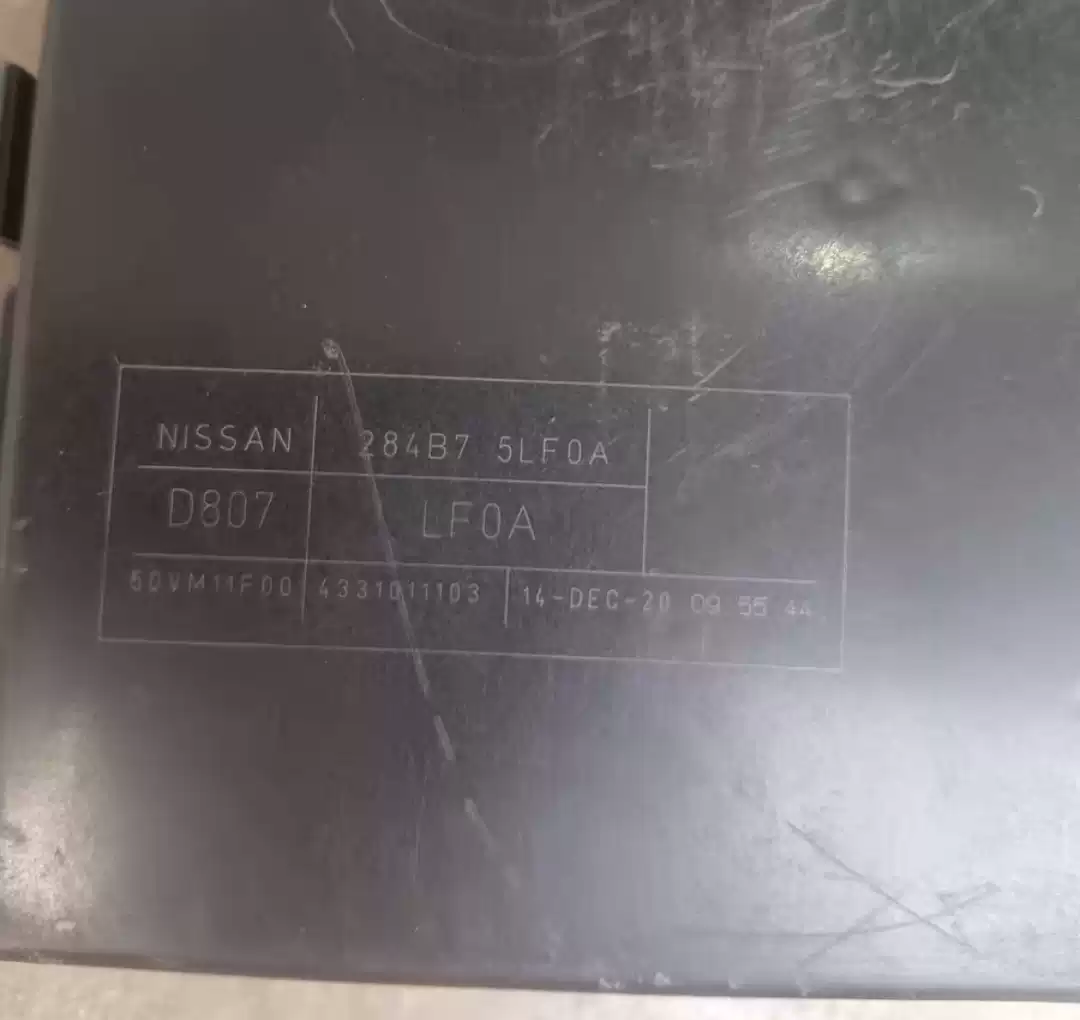 NISSAN 284B7 5LF0A
D807 LF0A
50VM11F00 4331011103 14-DEC-20 09 55 44